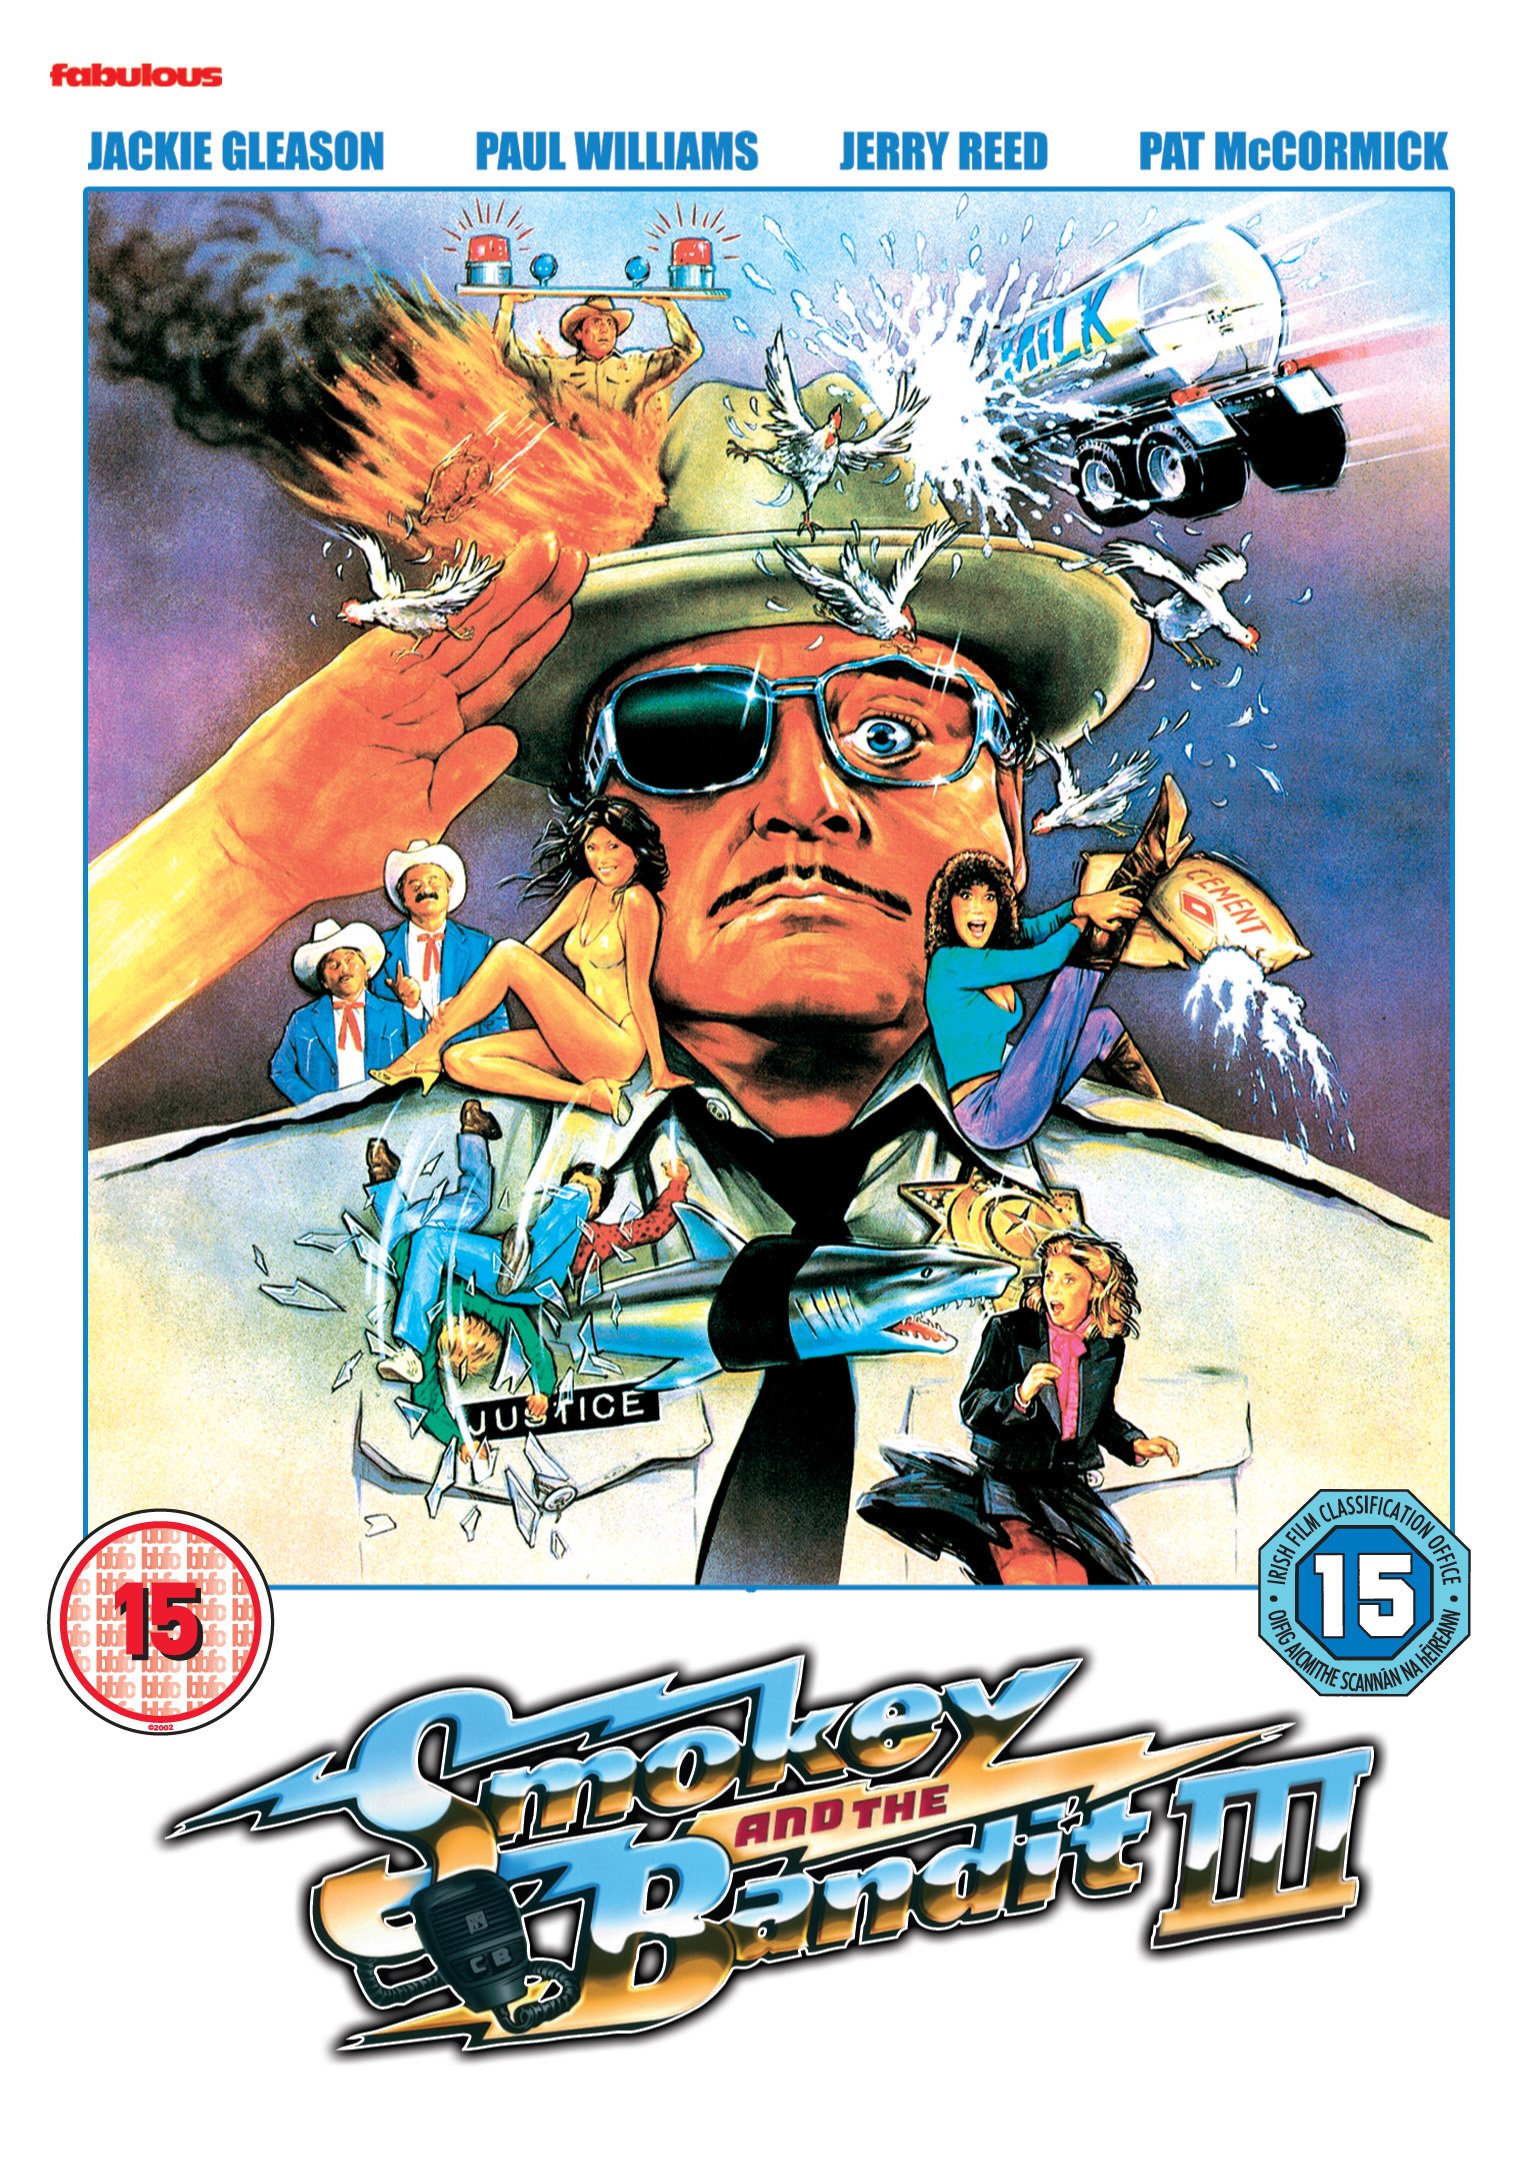 fabulous
JACKIE GLEASON PAUL WILLIAMS JERRY REED PAT McCORMICK
MILK
CEMENT
JUSTICE
15
©2002
IRISH FILM CLASSIFICATION OFFICE
15
OIFIG AICMITHE SCANNÁN NA hÉIREANN
Smokey
AND THE
Bandit III
CB